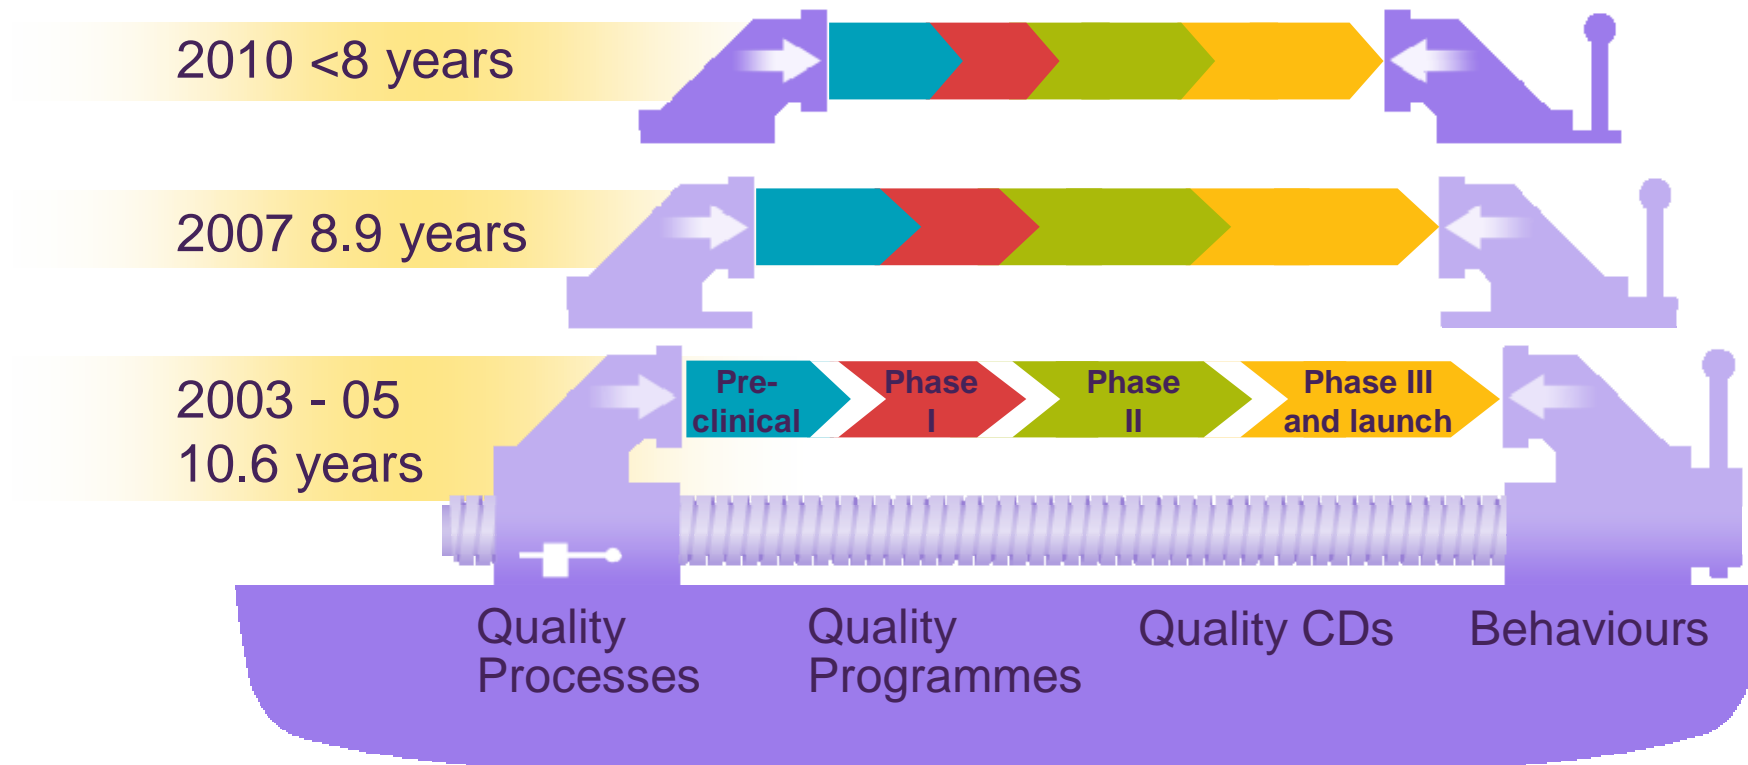 2010 <8 years
2007 8.9 years
2003 - 05
10.6 years
Pre-
clinical
Phase
I
Phase
II
Phase III
and launch
Quality
Processes
Quality
Programmes
Quality CDs
Behaviours